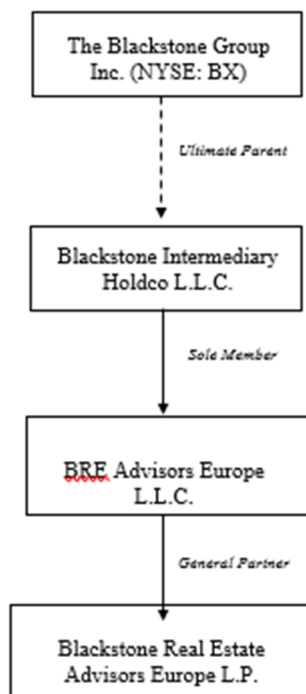 The Blackstone Group
Inc. (NYSE: BX)
Ultimate Parent
Blackstone Intermediary
Holdco L.L.C.
Sole Member
BRE Advisors Europe
L.L.C.
General Partner
Blackstone Real Estate
Advisors Europe L.P.